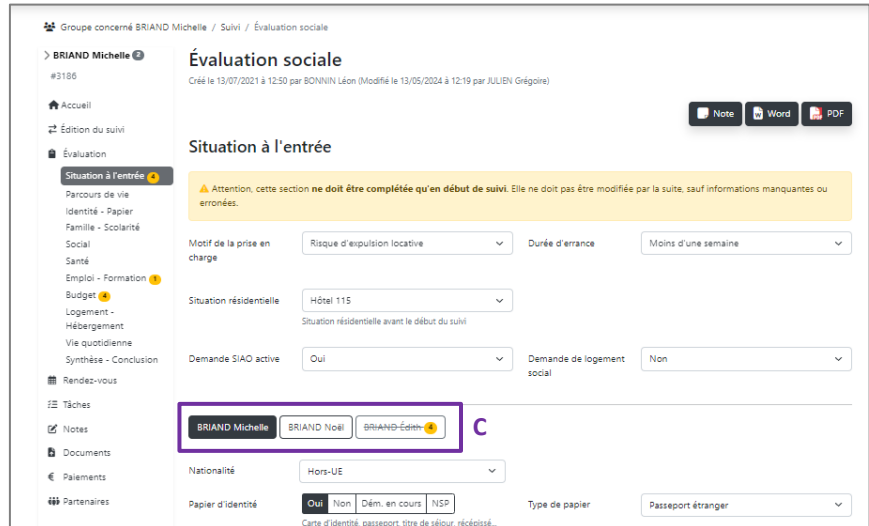 Groupe concerné BRIAND Michelle / Suivi / Évaluation sociale
BRIAND Michelle 2
#3186
Accueil
Édition du suivi
Évaluation
Situation à l'entrée 4
Parcours de vie
Identité - Papier
Famille - Scolarité
Social
Santé
Emploi - Formation 1
Budget 4
Logement -
Hébergement
Vie quotidienne
Synthèse - Conclusion
Rendez-vous
Tâches
Notes
Documents
€ Paiements
Partenaires
Évaluation sociale
Créé le 13/07/2021 à 12:50 par BONNIN Léon (Modifié le 13/05/2024 à 12:19 par JULIEN Grégoire)
Note Word PDF
Situation à l'entrée
Attention, cette section ne doit être complétée qu'en début de suivi. Elle ne doit pas être modifiée par la suite, sauf informations manquantes ou
erronées.
Motif de la prise en
charge
Risque d'expulsion locative
Durée d'errance
Moins d'une semaine
Situation résidentielle
Hôtel 115
Situation résidentielle avant le début du suivi
Demande SIAO active
Oui
Demande de logement
social
Non
BRIAND Michelle BRIAND Noël BRIAND Édith 4 C
Nationalité
Hors-UE
Papier d'identité
Oui Non Dém. en cours NSP
Carte d'identité, passeport, titre de séjour, récépissé...
Type de papier
Passeport étranger